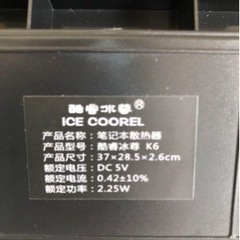 酷睿冰尊®
ICE COOREL
产品名称：笔记本散热器
产品型号：酷睿冰尊 K6
产品尺寸：37×28.5×2.6cm
额定电压：DC 5V
额定电流：0.42±10%
额定功率：2.25W